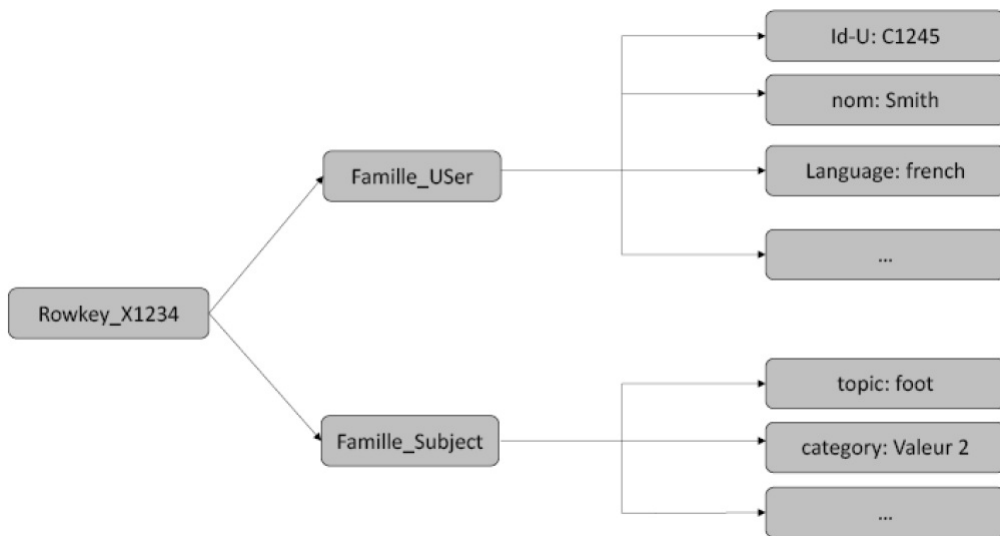 Id-U: C1245
nom: Smith
Famille_USer
Language: french
...
Rowkey_X1234
topic: foot
Famille_Subject
category: Valeur 2
...